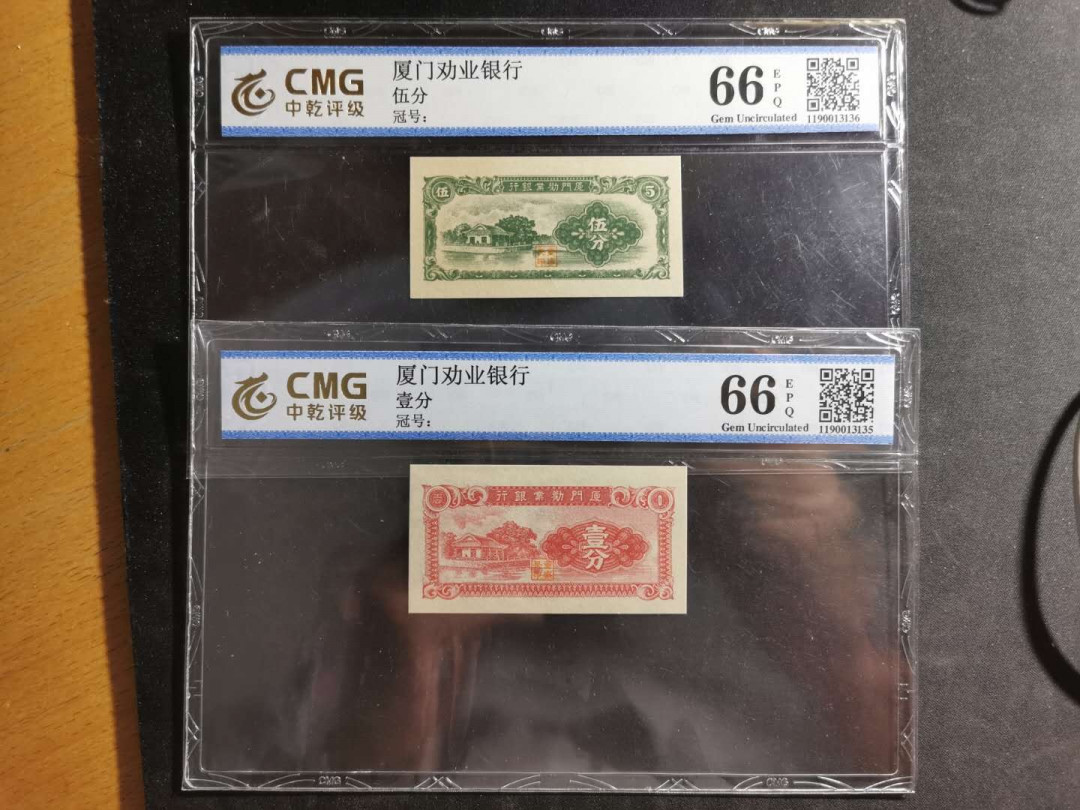 CMG
中乾评级
厦门劝业银行
伍分
冠号：
66
E
P
Q
Gem Uncirculated
1190013136
行銀業勸門厦
伍
5
伍分
CMG
中乾评级
厦门劝业银行
壹分
冠号：
66
E
P
Q
Gem Uncirculated
1190013135
行銀業勸門厦
1
壹分
CMG
CMG